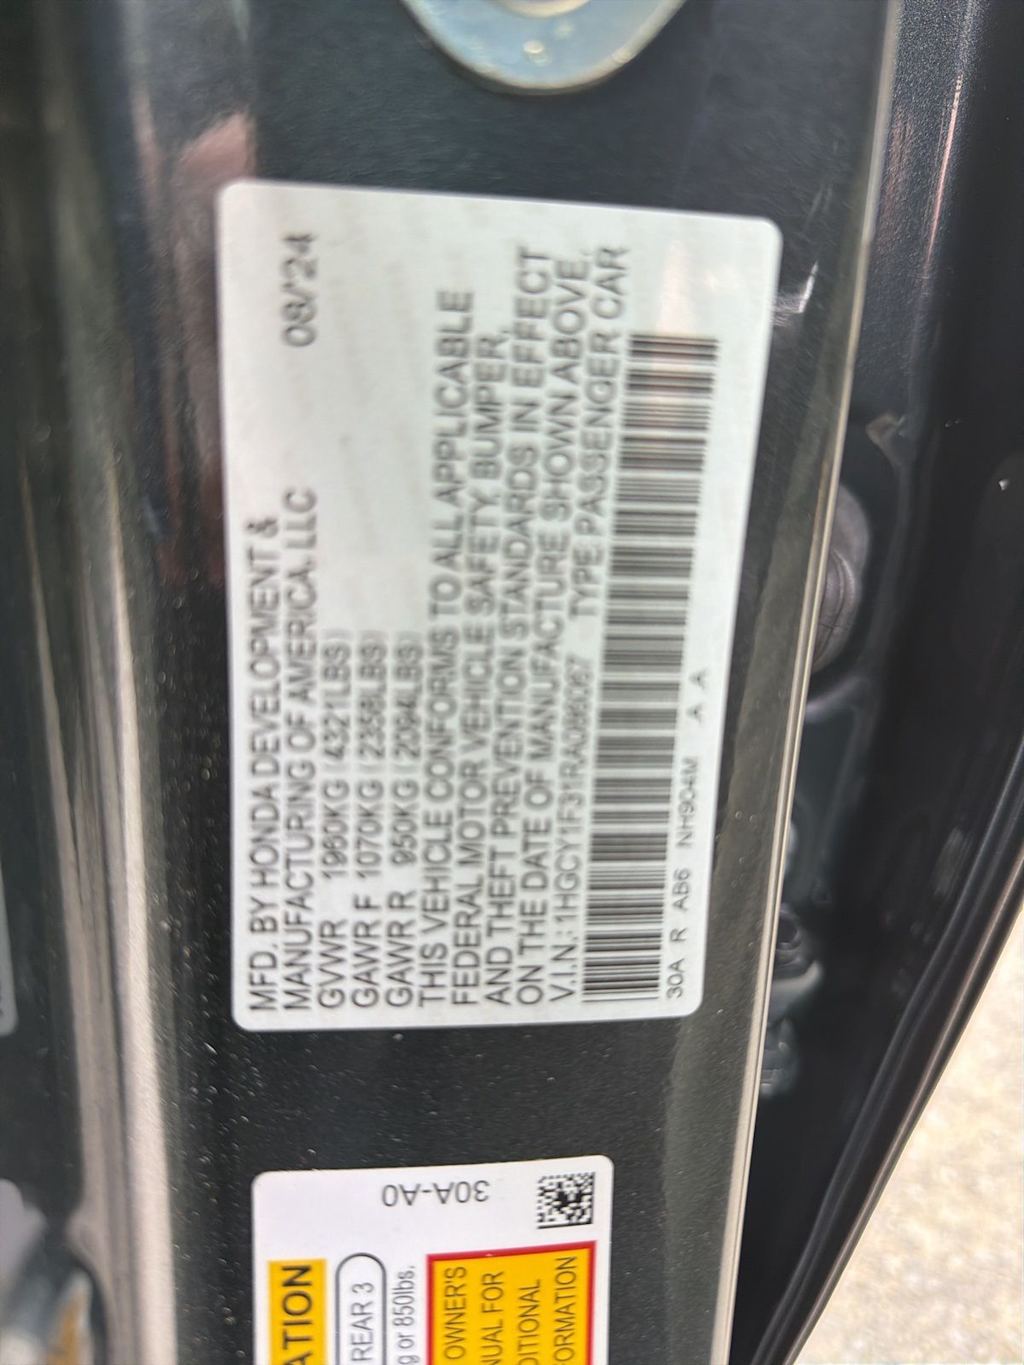 MFD. BY HONDA DEVELOPMENT &
MANUFACTURING OF AMERICA, LLC 08/24
GVWR 1960KG (4321LBS)
GAWR F 1070KG (2358LBS)
GAWR R 950KG (2094LBS)
THIS VEHICLE CONFORMS TO ALL APPLICABLE
FEDERAL MOTOR VEHICLE SAFETY, BUMPER,
AND THEFT PREVENTION STANDARDS IN EFFECT
ON THE DATE OF MANUFACTURE SHOWN ABOVE.
V.I.N.: 1HGCY1F31RA086067 TYPE:PASSENGER CAR
30A R AB6 NH904M A A
30A-A0
ATION
REAR 3
g or 850lbs.
OWNER'S
NUAL FOR
DITIONAL
FORMATION